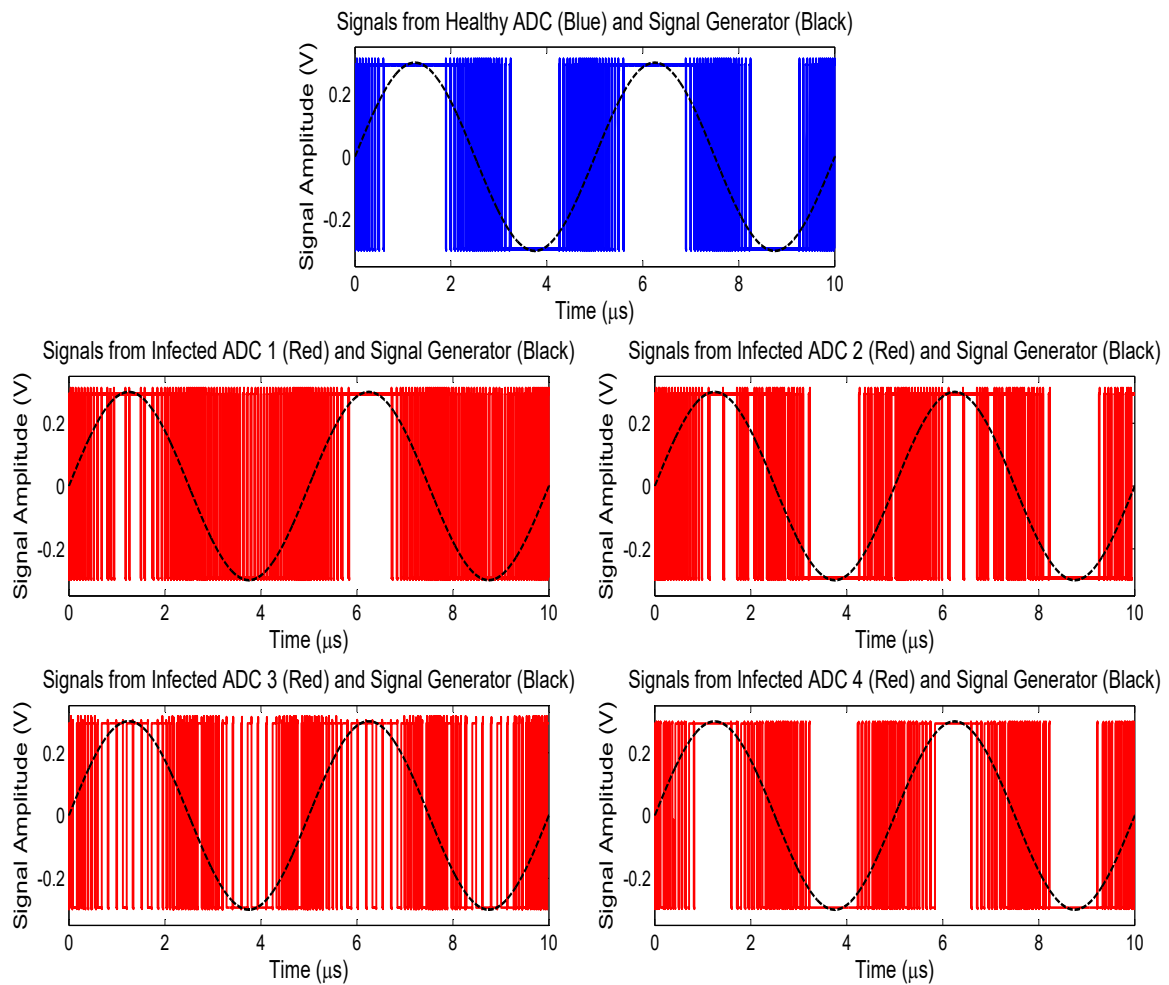 Signals from Healthy ADC (Blue) and Signal Generator (Black)
Signal Amplitude (V)
0.2
0
-0.2
0 2 4 6 8 10
Time (μs)
Signals from Infected ADC 1 (Red) and Signal Generator (Black)
Signal Amplitude (V)
0.2
0
-0.2
0 2 4 6 8 10
Time (μs)
Signals from Infected ADC 2 (Red) and Signal Generator (Black)
Signal Amplitude (V)
0.2
0
-0.2
0 2 4 6 8 10
Time (μs)
Signals from Infected ADC 3 (Red) and Signal Generator (Black)
Signal Amplitude (V)
0.2
0
-0.2
0 2 4 6 8 10
Time (μs)
Signals from Infected ADC 4 (Red) and Signal Generator (Black)
Signal Amplitude (V)
0.2
0
-0.2
0 2 4 6 8 10
Time (μs)